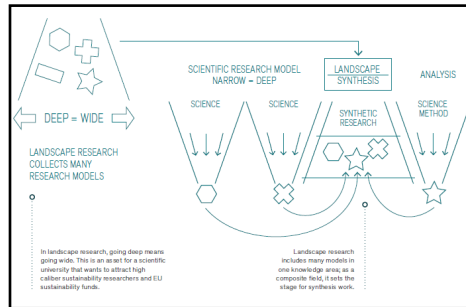 DEEP = WIDE
LANDSCAPE RESEARCH
COLLECTS MANY
RESEARCH MODELS
In landscape research, going deep means
going wide. This is an asset for a scientific
university that wants to attract high
caliber sustainability researchers and EU
sustainability funds.
SCIENTIFIC RESEARCH MODEL
NARROW = DEEP
SCIENCE
SCIENCE
LANDSCAPE
SYNTHESIS
SYNTHETIC
RESEARCH
ANALYSIS
SCIENCE
METHOD
Landscape research
includes many models in
one knowledge area; as a
composite field, it sets the
stage for synthesis work.